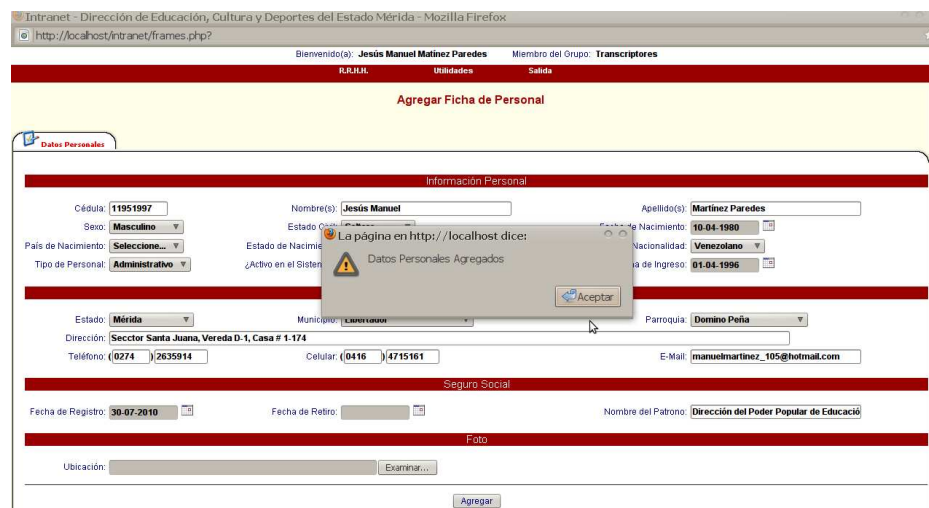 Intranet - Dirección de Educación, Cultura y Deportes del Estado Mérida - Mozilla Firefox
http://localhost/intranet/frames.php?
Bienvenido(a): Jesús Manuel Matinez Paredes Miembro del Grupo: Transcriptores
R.R.H.H. Utilidades Salida
Agregar Ficha de Personal
Datos Personales
Información Personal
Cédula: 11951997 Nombre(s): Jesús Manuel Apellido(s): Martínez Paredes
Sexo: Masculino Estado de Nacimiento: 10-04-1980
La página en http://localhost dice:
País de Nacimiento: Seleccione... Estado de Nacimie Nacionalidad: Venezolano
Datos Personales Agregados
Tipo de Personal: Administrativo ¿Activo en el Sisten a de Ingreso: 01-04-1996
Aceptar
Estado: Mérida Municipio: Libertador Parroquia: Domino Peña
Dirección: Secctor Santa Juana, Vereda D-1, Casa # 1-174
Teléfono: ( 0274 ) 2635914 Celular: ( 0416 ) 4715161 E-Mail: manuelmartinez_105@hotmail.com
Seguro Social
Fecha de Registro: 30-07-2010 Fecha de Retiro: Nombre del Patrono: Dirección del Poder Popular de Educació
Foto
Ubicación: Examinar...
Agregar